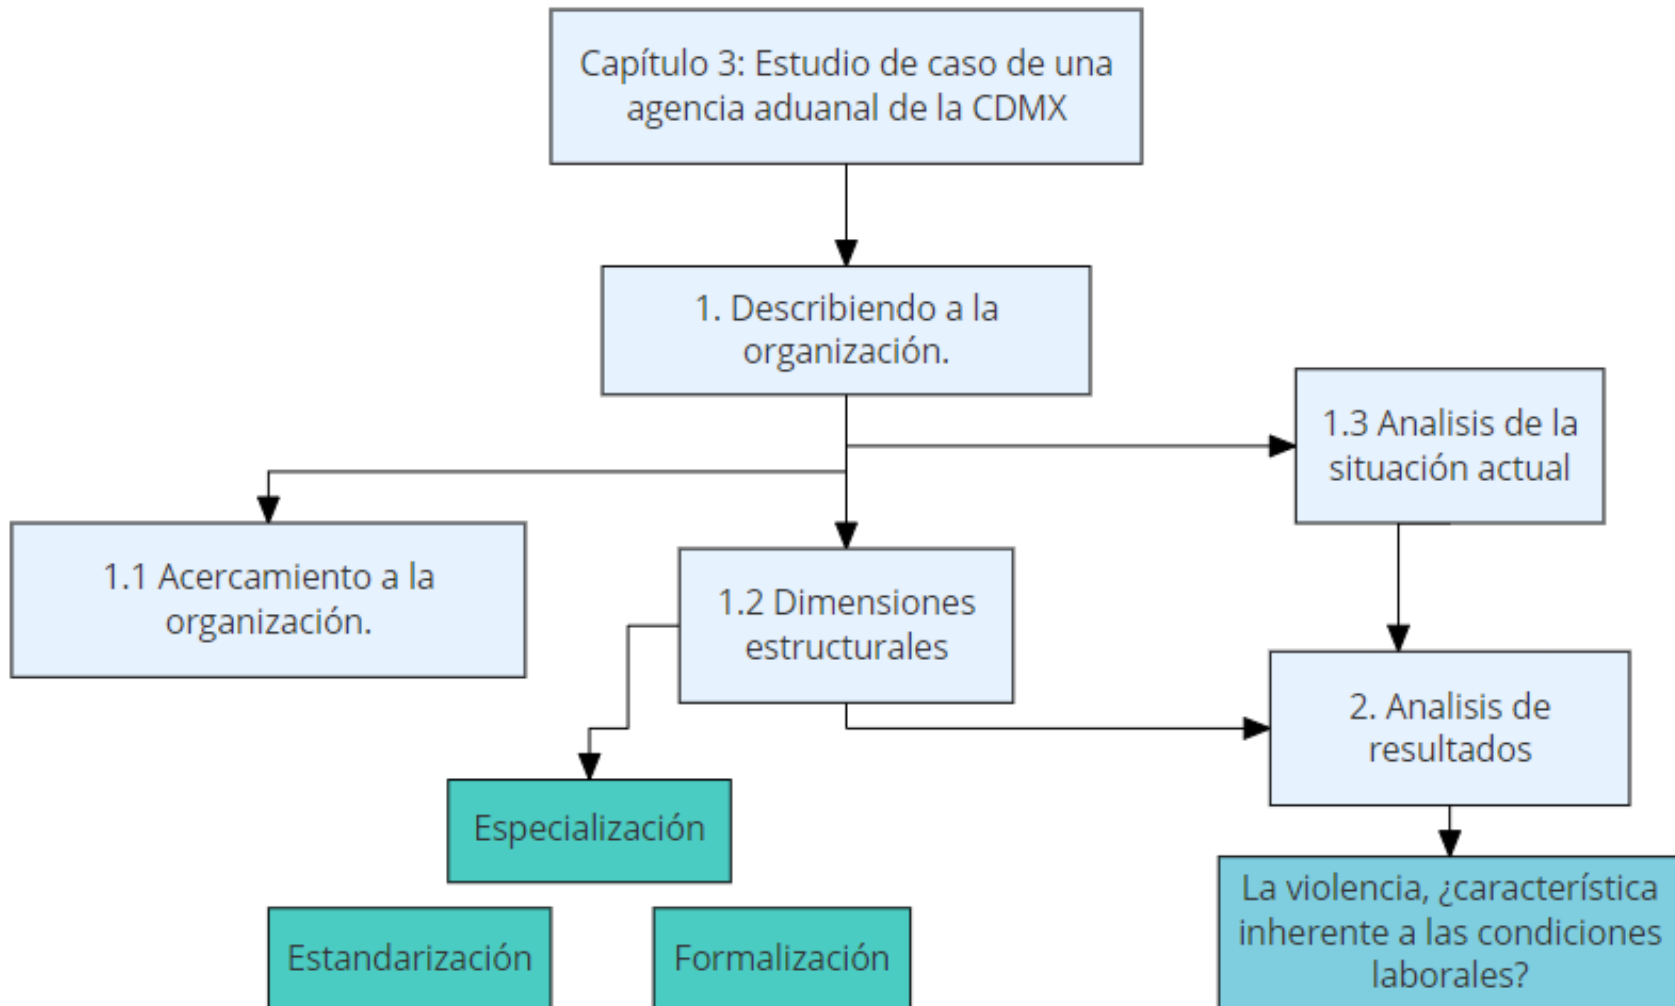 Capítulo 3: Estudio de caso de una
agencia aduanal de la CDMX
1. Describiendo a la
organización.
1.3 Analisis de la
situación actual
1.1 Acercamiento a la
organización.
1.2 Dimensiones
estructurales
2. Analisis de
resultados
Especialización
La violencia, ¿característica
inherente a las condiciones
laborales?
Estandarización
Formalización